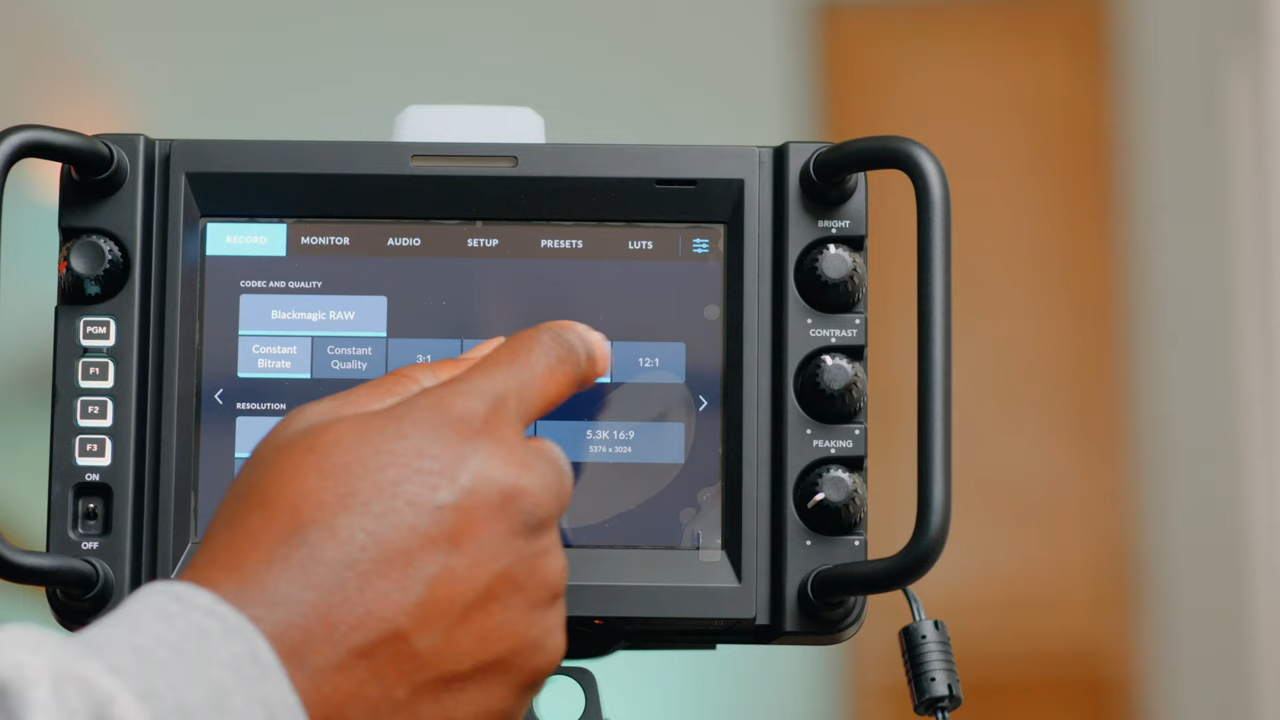 RECORD
MONITOR
AUDIO
SETUP
PRESETS
LUTS
CODEC AND QUALITY
Blackmagic RAW
Constant
Bitrate
Constant
Quality
3:1
12:1
RESOLUTION
5.3K 16:9
5376 x 3024
PGM
F1
F2
F3
ON
OFF
BRIGHT
CONTRAST
PEAKING